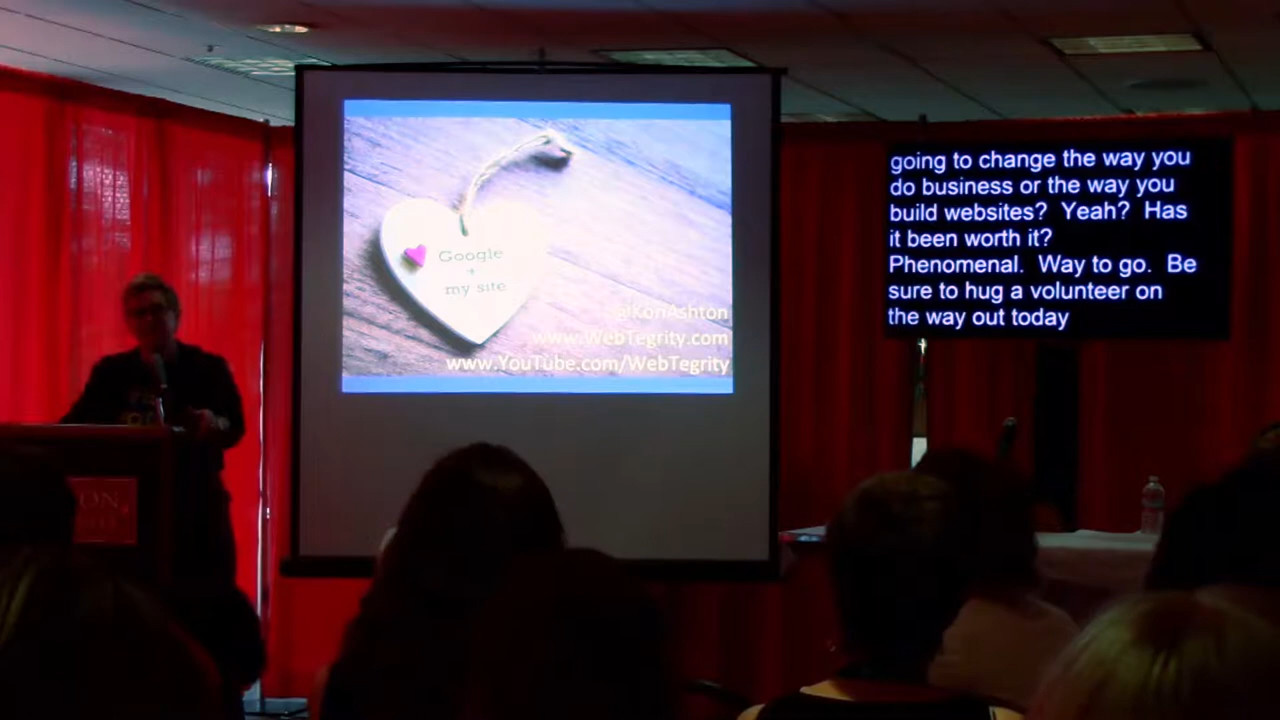 Google
+
my site
@KoriAshton
www.WebTegrity.com
www.YouTube.com/WebTegrity
going to change the way you
do business or the way you
build websites?  Yeah?  Has
it been worth it?
Phenomenal.  Way to go.  Be
sure to hug a volunteer on
the way out today